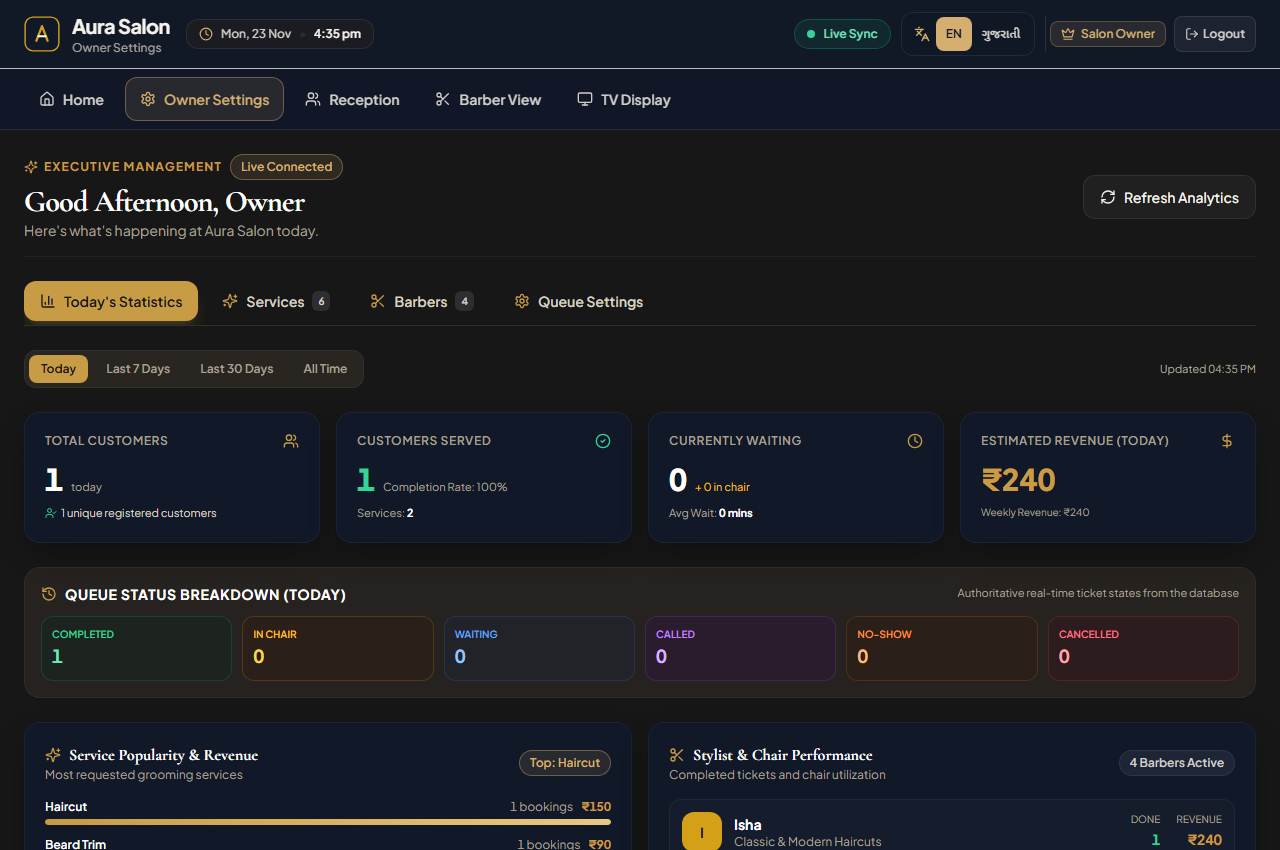 A
Aura Salon
Owner Settings
Mon, 23 Nov • 4:35 pm
Live Sync
EN
ગુજરાતી
Salon Owner
Logout
Home
Owner Settings
Reception
Barber View
TV Display
EXECUTIVE MANAGEMENT
Live Connected
Good Afternoon, Owner
Here's what's happening at Aura Salon today.
Refresh Analytics
Today's Statistics
Services 6
Barbers 4
Queue Settings
Today
Last 7 Days
Last 30 Days
All Time
Updated 04:35 PM
TOTAL CUSTOMERS
1 today
1 unique registered customers
CUSTOMERS SERVED
1 Completion Rate: 100%
Services: 2
CURRENTLY WAITING
0 + 0 in chair
Avg Wait: 0 mins
ESTIMATED REVENUE (TODAY)
₹240
Weekly Revenue: ₹240
QUEUE STATUS BREAKDOWN (TODAY)
Authoritative real-time ticket states from the database
COMPLETED
1
IN CHAIR
0
WAITING
0
CALLED
0
NO-SHOW
0
CANCELLED
0
Service Popularity & Revenue
Most requested grooming services
Top: Haircut
Haircut 1 bookings ₹150
Beard Trim 1 bookings ₹90
Stylist & Chair Performance
Completed tickets and chair utilization
4 Barbers Active
I
Isha
Classic & Modern Haircuts
DONE
1
REVENUE
₹240